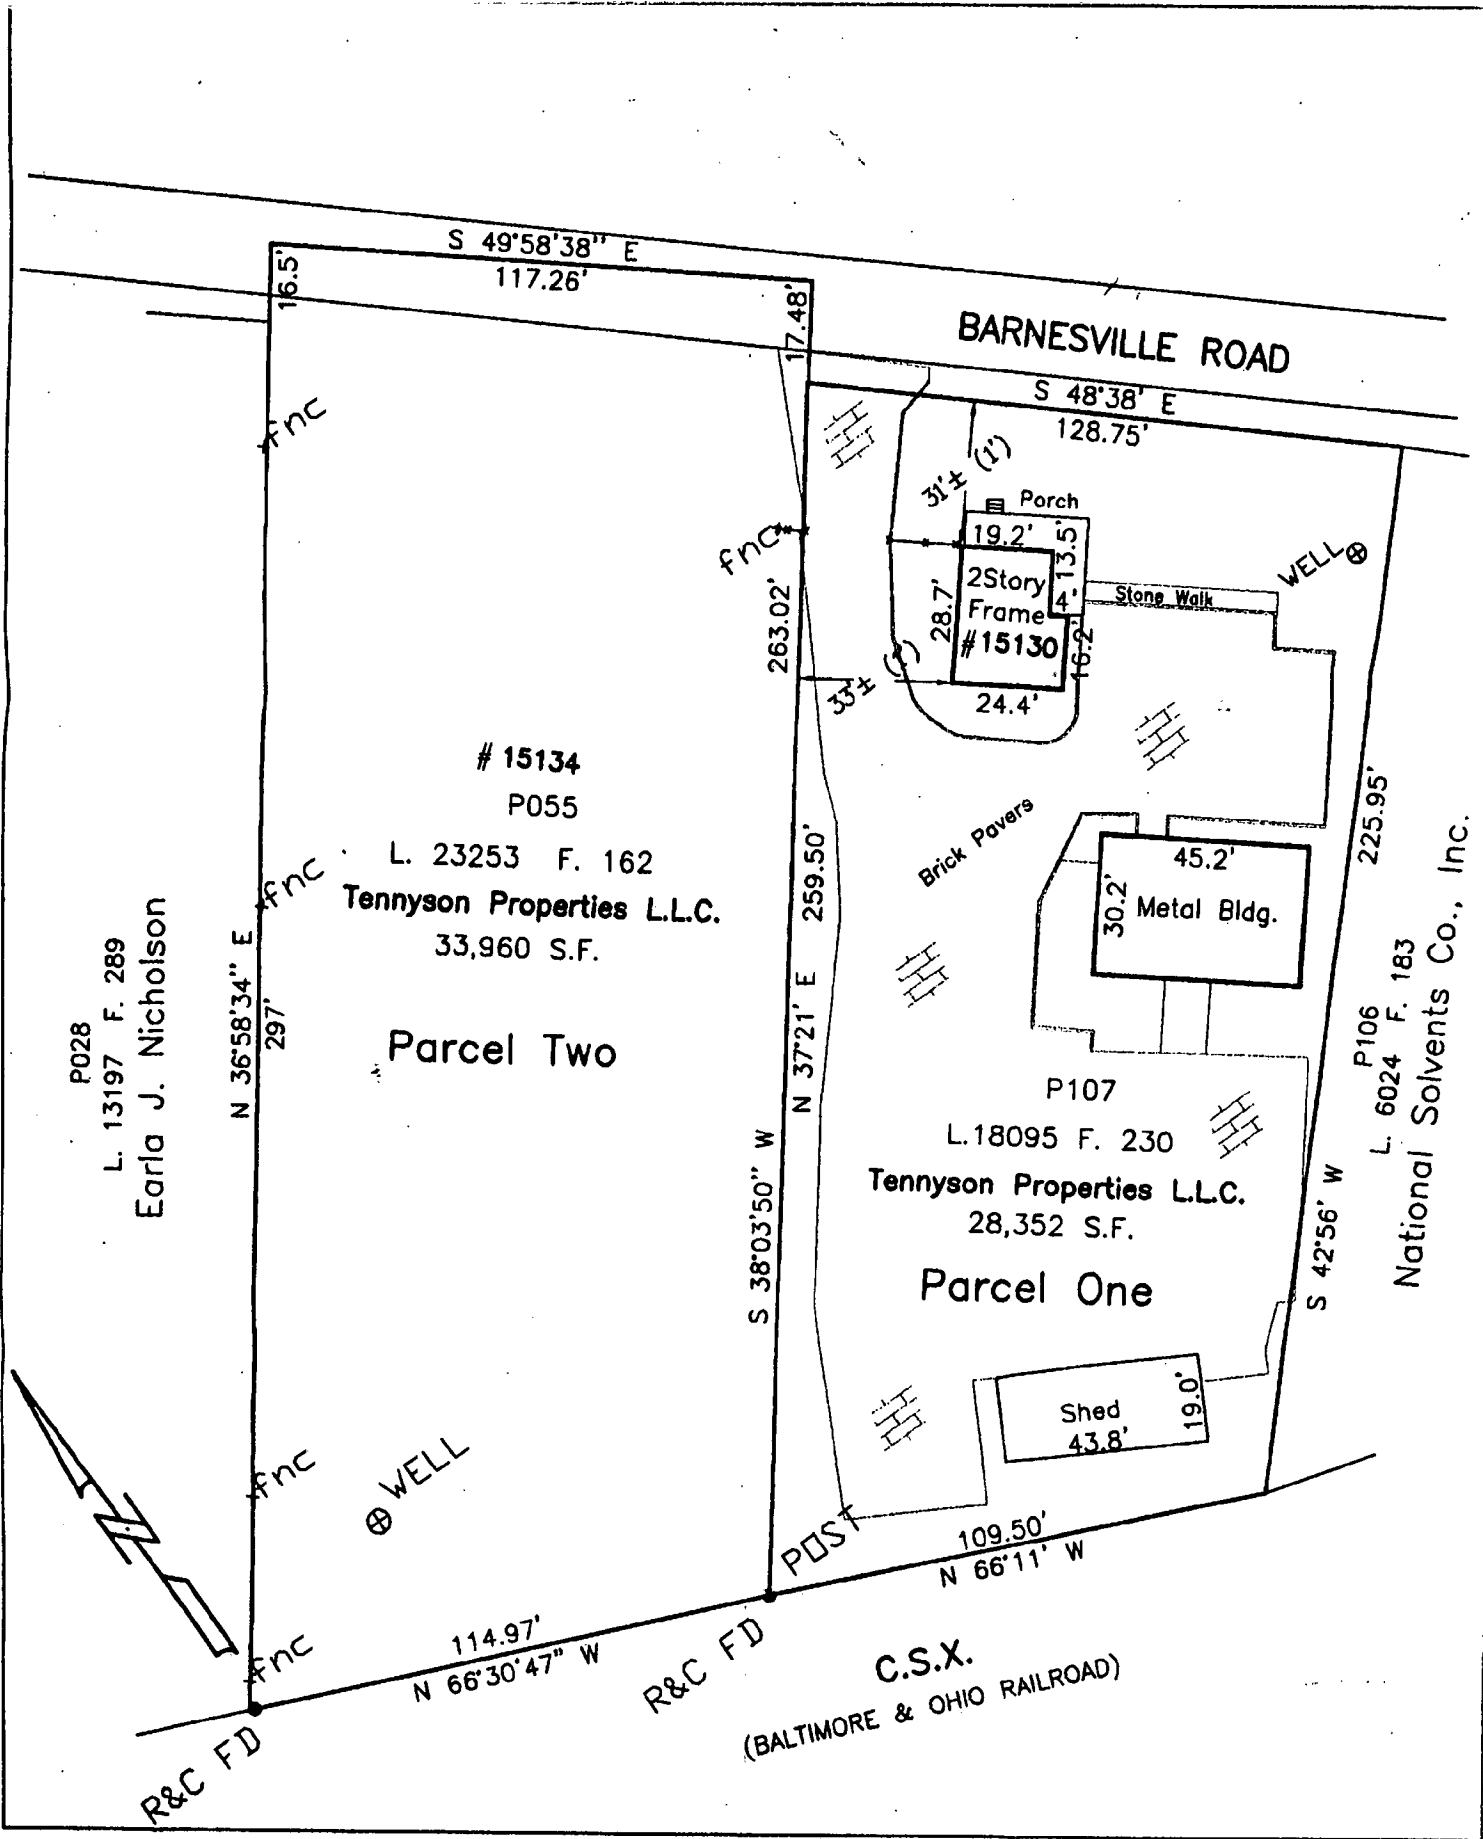 S 49°58'38" E
117.26'
16.5'
17.48'
BARNESVILLE ROAD
S 48°38' E
128.75'
fnc
31'± (1')
Porch
fnc
19.2'
13.5'
WELL
2Story
Frame
#15130
4'
28.7'
Stone Walk
16.2'
263.02'
33'±
24.4'
# 15134
P055
L. 23253 F. 162
Tennyson Properties L.L.C.
33,960 S.F.
Parcel Two
fnc
259.50'
Brick Pavers
225.95'
45.2'
30.2'
Metal Bldg.
P028
L. 13197 F. 289
Earla J. Nicholson
N 36°58'34" E
297'
N 37°21' E
S 38°03'50" W
P106
L. 6024 F. 183
National Solvents Co., Inc.
P107
L.18095 F. 230
Tennyson Properties L.L.C.
28,352 S.F.
Parcel One
S 42°56' W
Shed
43.8'
19.0'
fnc
WELL
POST
109.50'
N 66°11' W
fnc
114.97'
N 66°30'47" W
R&C FD
R&C FD
C.S.X.
(BALTIMORE & OHIO RAILROAD)
N